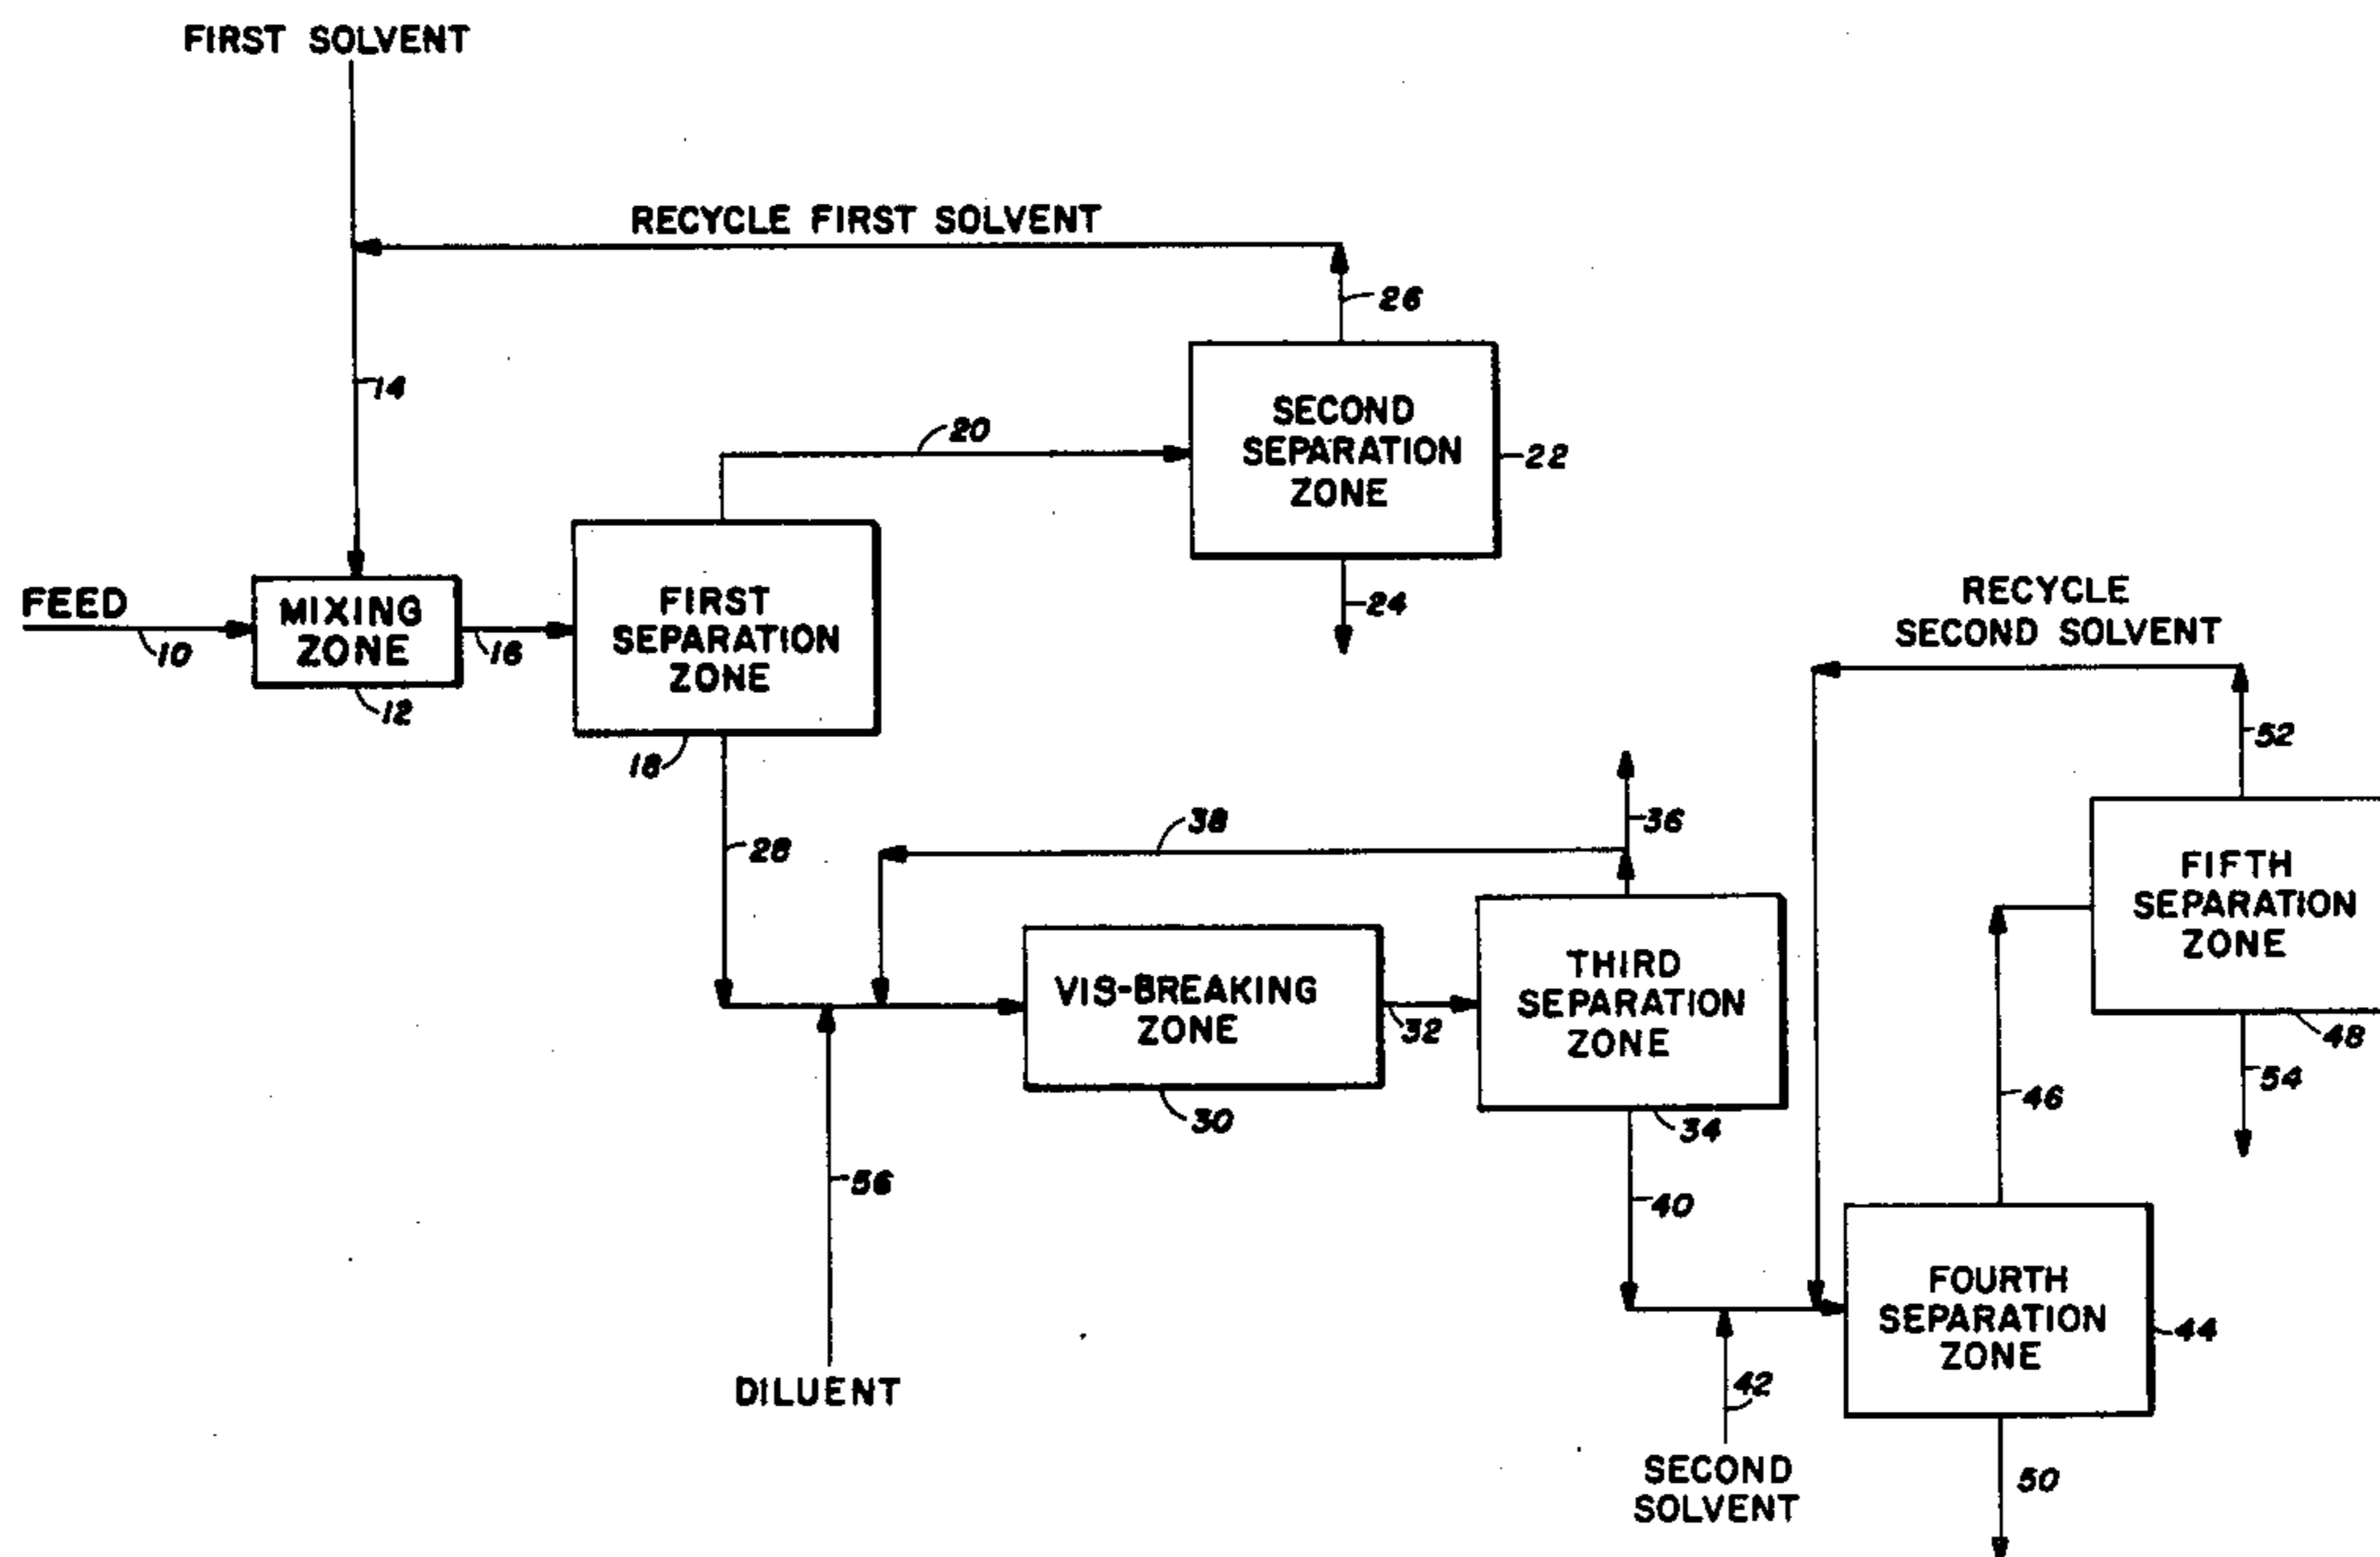 FIRST SOLVENT
RECYCLE FIRST SOLVENT
26
14
20
SECOND
SEPARATION
ZONE
22
24
FEED
10
MIXING
ZONE
12
16
FIRST
SEPARATION
ZONE
18
RECYCLE
SECOND SOLVENT
52
28
38
36
FIFTH
SEPARATION
ZONE
48
54
VIS-BREAKING
ZONE
30
32
THIRD
SEPARATION
ZONE
34
46
56
40
FOURTH
SEPARATION
ZONE
44
DILUENT
42
SECOND
SOLVENT
50